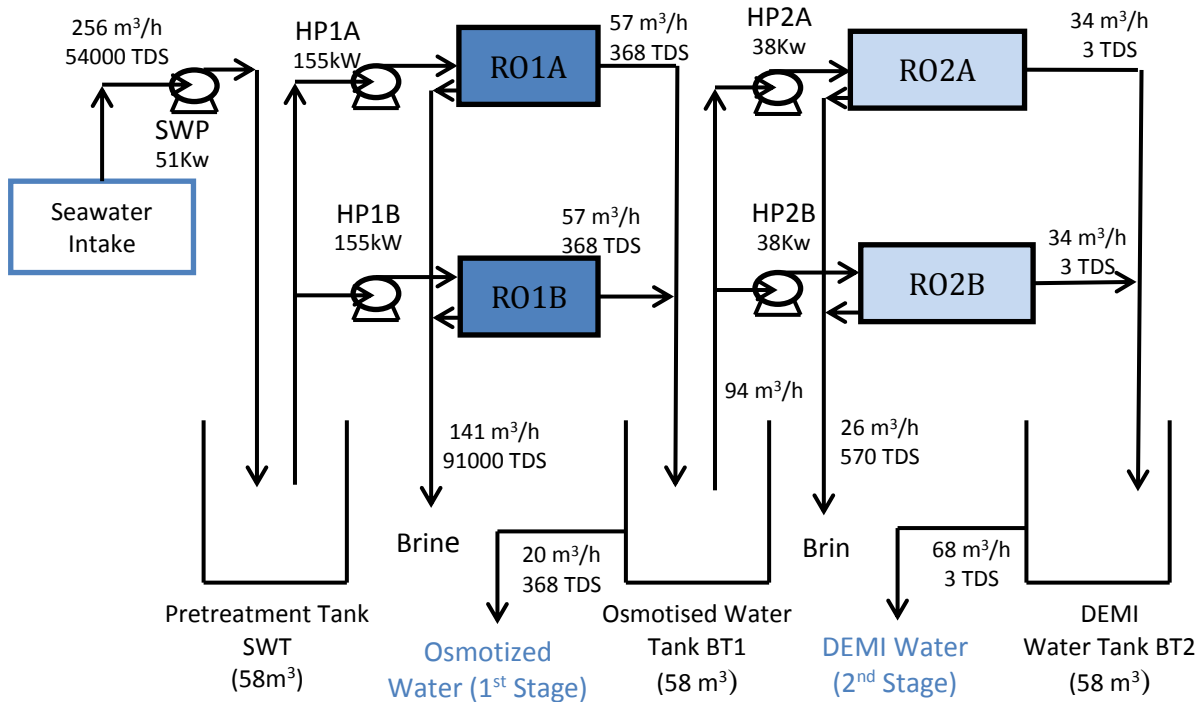 256 m³/h
54000 TDS
SWP
51Kw
Seawater
Intake
HP1A
155kW
RO1A
57 m³/h
368 TDS
HP1B
155kW
RO1B
57 m³/h
368 TDS
141 m³/h
91000 TDS
Brine
HP2A
38Kw
RO2A
34 m³/h
3 TDS
HP2B
38Kw
RO2B
34 m³/h
3 TDS
94 m³/h
26 m³/h
570 TDS
Brin
20 m³/h
368 TDS
68 m³/h
3 TDS
Pretreatment Tank
SWT
(58m³)
Osmotized
Water (1st Stage)
Osmotised Water
Tank BT1
(58 m³)
DEMI Water
(2nd Stage)
DEMI
Water Tank BT2
(58 m³)